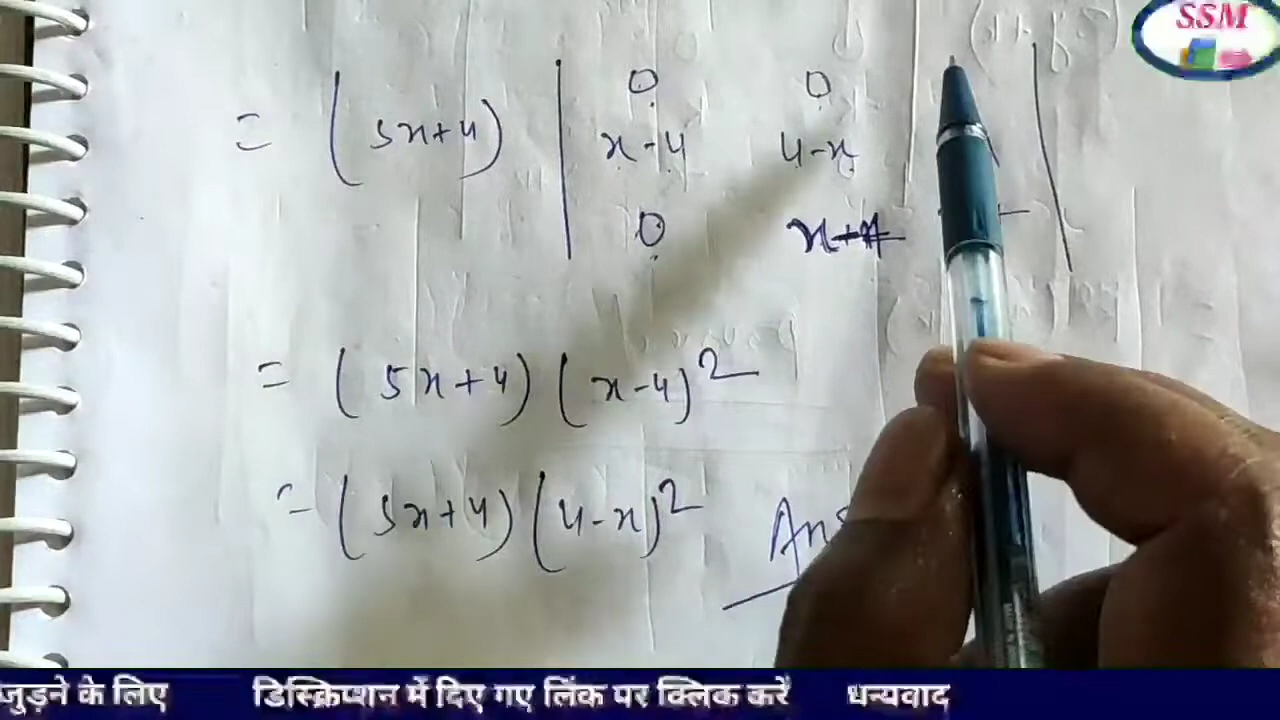 SSM
= (5x+4) | 0 0
x-4 4-x
0 x+4 |
= (5x+4) (x-4)²
= (5x+4) (4-x)² Ans
जुड़ने के लिए डिस्क्रिप्शन में दिए गए लिंक पर क्लिक करें धन्यवाद